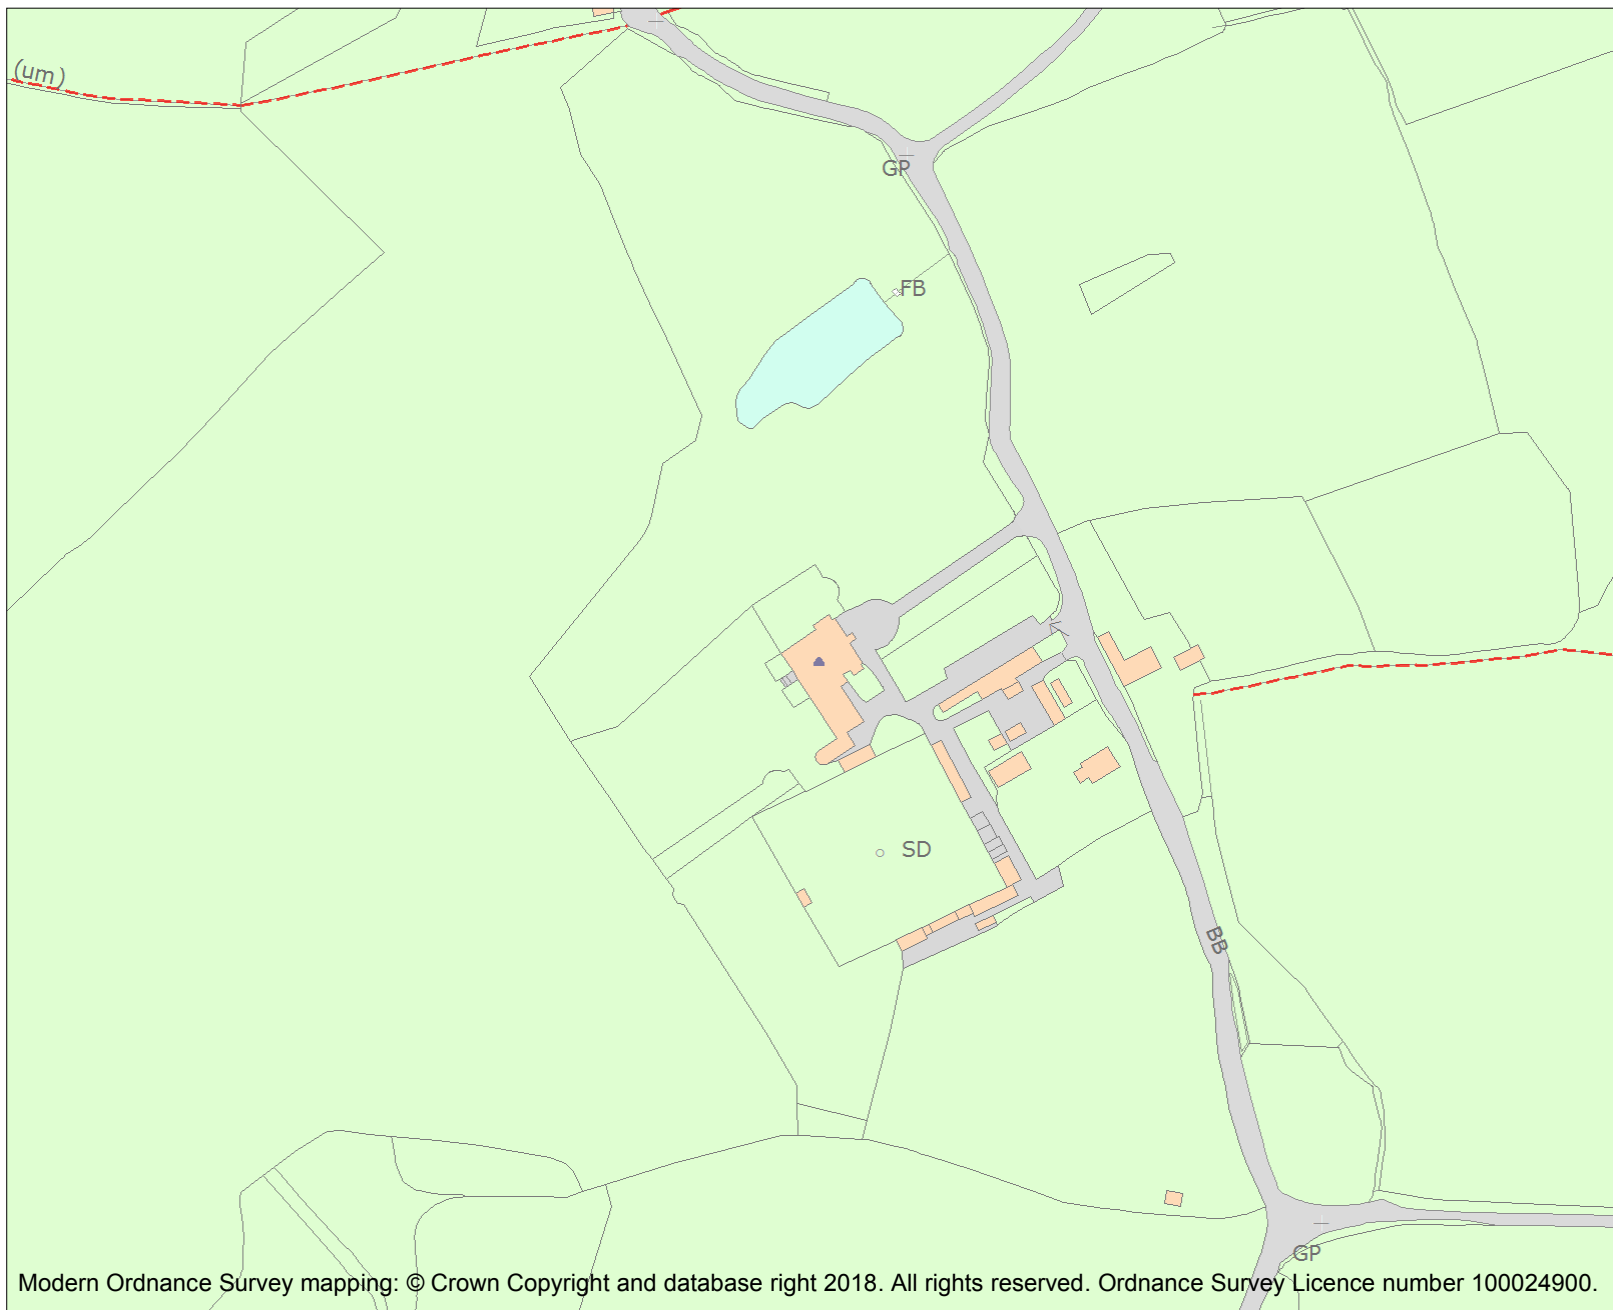 (um)
GP
FB
SD
BB
GP
Modern Ordnance Survey mapping: © Crown Copyright and database right 2018. All rights reserved. Ordnance Survey Licence number 100024900.